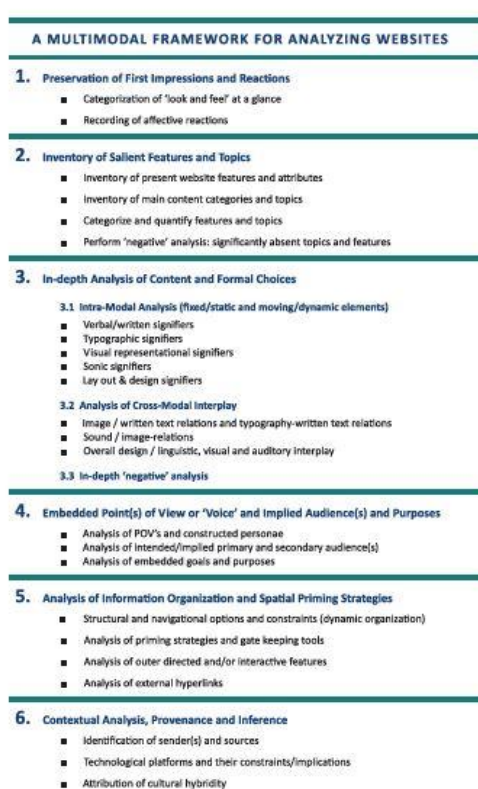 A MULTIMODAL FRAMEWORK FOR ANALYZING WEBSITES
1. Preservation of First Impressions and Reactions
■ Categorization of 'look and feel' at a glance
■ Recording of affective reactions
2. Inventory of Salient Features and Topics
■ Inventory of present website features and attributes
■ Inventory of main content categories and topics
■ Categorize and quantify features and topics
■ Perform 'negative' analysis: significantly absent topics and features
3. In-depth Analysis of Content and Formal Choices
3.1 Intra-Modal Analysis (fixed/static and moving/dynamic elements)
■ Verbal/written signifiers
■ Typographic signifiers
■ Visual representational signifiers
■ Sonic signifiers
■ Lay out & design signifiers
3.2 Analysis of Cross-Modal Interplay
■ Image / written text relations and typography-written text relations
■ Sound / image-relations
■ Overall design / linguistic, visual and auditory interplay
3.3 In-depth 'negative' analysis
4. Embedded Point(s) of View or 'Voice' and Implied Audience(s) and Purposes
■ Analysis of POV's and constructed personae
■ Analysis of intended/implied primary and secondary audience(s)
■ Analysis of embedded goals and purposes
5. Analysis of Information Organization and Spatial Priming Strategies
■ Structural and navigational options and constraints (dynamic organization)
■ Analysis of priming strategies and gate keeping tools
■ Analysis of outer directed and/or interactive features
■ Analysis of external hyperlinks
6. Contextual Analysis, Provenance and Inference
■ Identification of sender(s) and sources
■ Technological platforms and their constraints/implications
■ Attribution of cultural hybridity